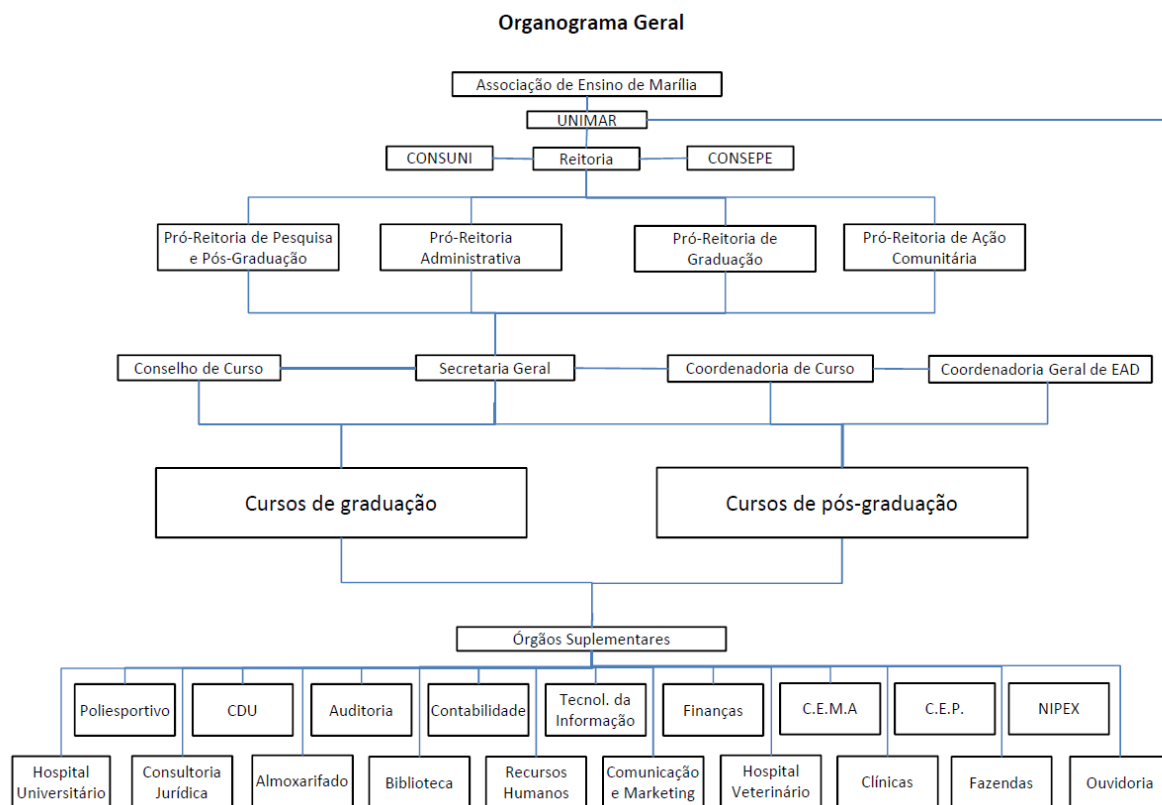 Organograma Geral
Associação de Ensino de Marília
UNIMAR
CONSUNI
Reitoria
CONSEPE
Pró-Reitoria de Pesquisa
e Pós-Graduação
Pró-Reitoria
Administrativa
Pró-Reitoria de
Graduação
Pró-Reitoria de Ação
Comunitária
Conselho de Curso
Secretaria Geral
Coordenadoria de Curso
Coordenadoria Geral de EAD
Cursos de graduação
Cursos de pós-graduação
Órgãos Suplementares
Poliesportivo
CDU
Auditoria
Contabilidade
Tecnol. da
Informação
Finanças
C.E.M.A
C.E.P.
NIPEX
Hospital
Universitário
Consultoria
Jurídica
Almoxarifado
Biblioteca
Recursos
Humanos
Comunicação
e Marketing
Hospital
Veterinário
Clínicas
Fazendas
Ouvidoria